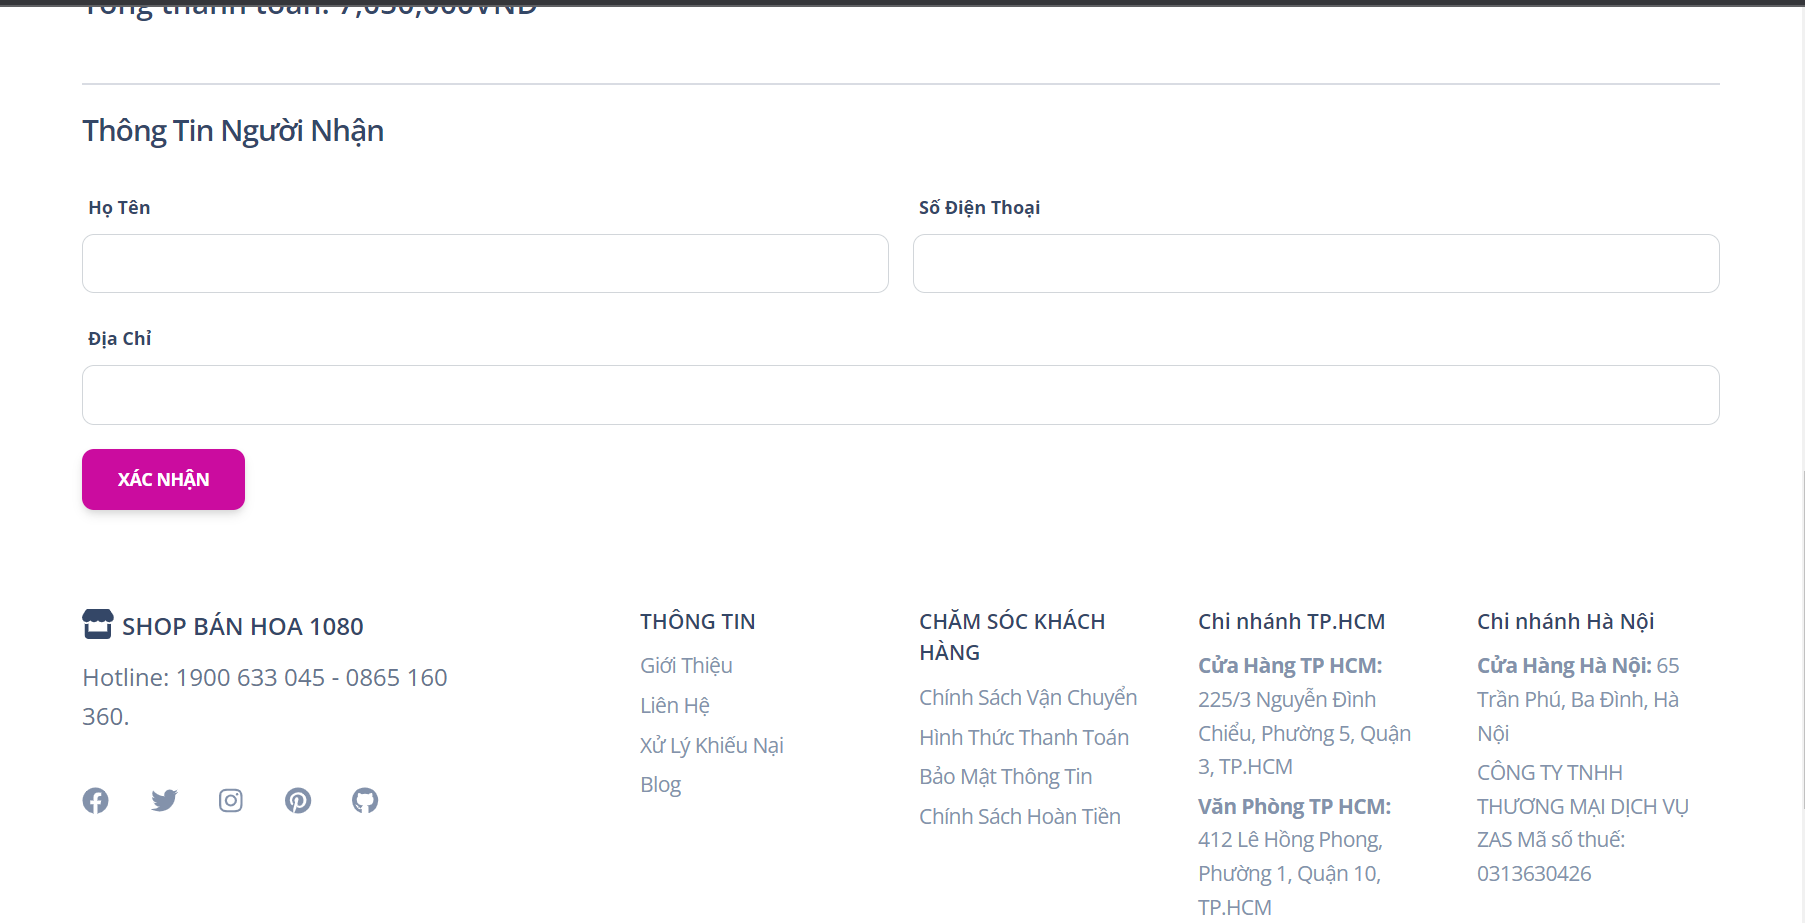 Tổng thanh toán: 7,050,000VNĐ
Thông Tin Người Nhận
Họ Tên
Số Điện Thoại
Địa Chỉ
XÁC NHẬN
SHOP BÁN HOA 1080
Hotline: 1900 633 045 - 0865 160
360.
THÔNG TIN
Giới Thiệu
Liên Hệ
Xử Lý Khiếu Nại
Blog
CHĂM SÓC KHÁCH
HÀNG
Chính Sách Vận Chuyển
Hình Thức Thanh Toán
Bảo Mật Thông Tin
Chính Sách Hoàn Tiền
Chi nhánh TP.HCM
Cửa Hàng TP HCM:
225/3 Nguyễn Đình
Chiểu, Phường 5, Quận
3, TP.HCM
Văn Phòng TP HCM:
412 Lê Hồng Phong,
Phường 1, Quận 10,
TP.HCM
Chi nhánh Hà Nội
Cửa Hàng Hà Nội: 65
Trần Phú, Ba Đình, Hà
Nội
CÔNG TY TNHH
THƯƠNG MẠI DỊCH VỤ
ZAS Mã số thuế:
0313630426